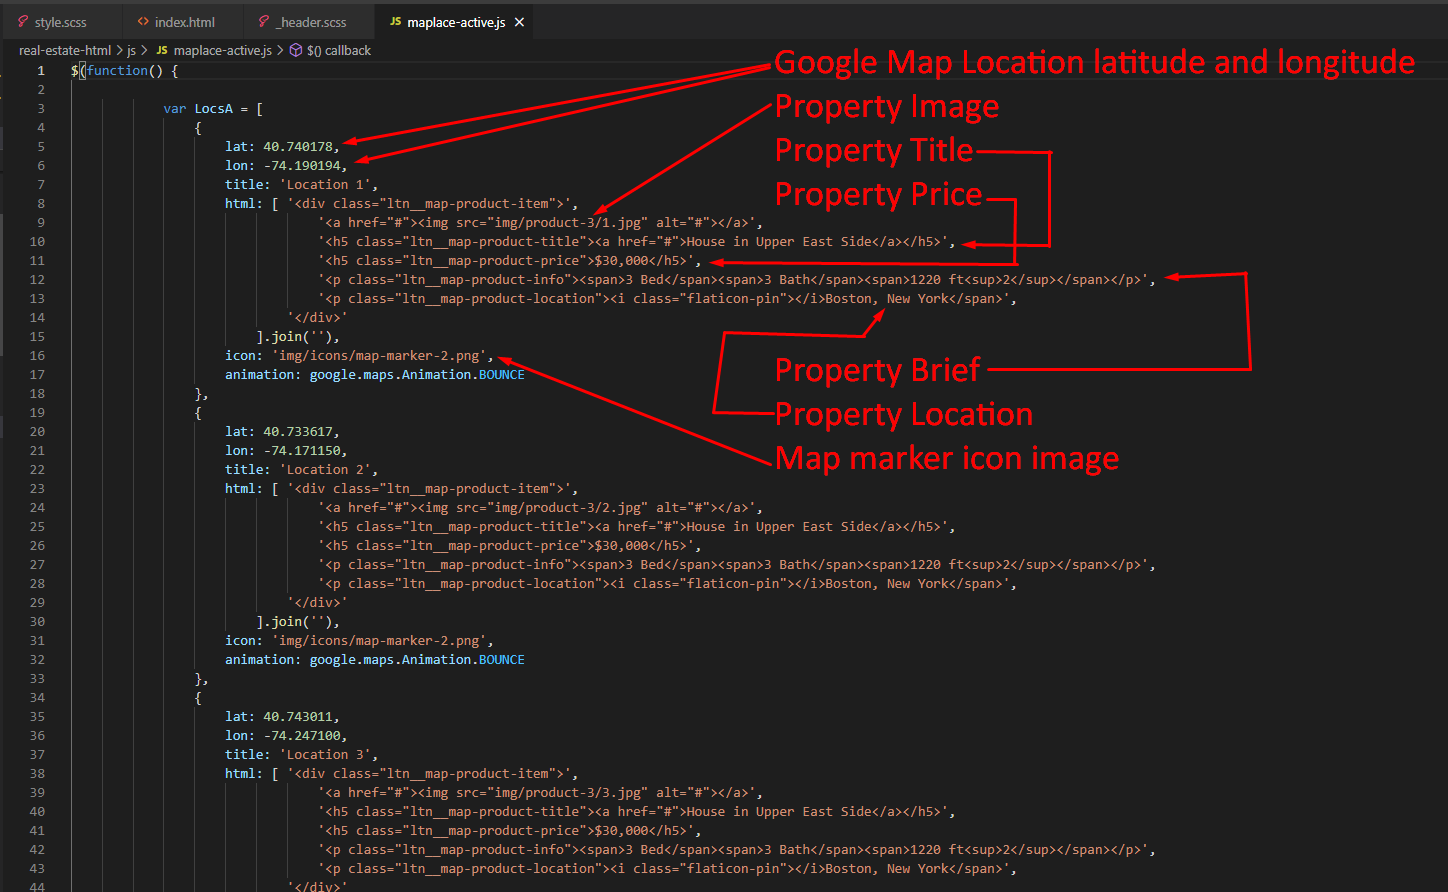 style.scss index.html _header.scss JS maplace-active.js ×
real-estate-html > js > JS maplace-active.js > $() callback
1 $(function() {
Google Map Location latitude and longitude
2
3 var LocsA = [
Property Image
4 {
5 lat: 40.740178,
Property Title
6 lon: -74.190194,
7 title: 'Location 1',
Property Price
8 html: [ '<div class="ltn__map-product-item">',
9 '<a href="#"><img src="img/product-3/1.jpg" alt="#"></a>',
10 '<h5 class="ltn__map-product-title"><a href="#">House in Upper East Side</a></h5>',
11 '<h5 class="ltn__map-product-price">$30,000</h5>',
12 '<p class="ltn__map-product-info"><span>3 Bed</span><span>3 Bath</span><span>1220 ft<sup>2</sup></span></p>',
13 '<p class="ltn__map-product-location"><i class="flaticon-pin"></i>Boston, New York</span>',
14 '</div>'
15 ].join(''),
16 icon: 'img/icons/map-marker-2.png',
Property Brief
17 animation: google.maps.Animation.BOUNCE
18 },
19 {
Property Location
20 lat: 40.733617,
21 lon: -74.171150,
Map marker icon image
22 title: 'Location 2',
23 html: [ '<div class="ltn__map-product-item">',
24 '<a href="#"><img src="img/product-3/2.jpg" alt="#"></a>',
25 '<h5 class="ltn__map-product-title"><a href="#">House in Upper East Side</a></h5>',
26 '<h5 class="ltn__map-product-price">$30,000</h5>',
27 '<p class="ltn__map-product-info"><span>3 Bed</span><span>3 Bath</span><span>1220 ft<sup>2</sup></span></p>',
28 '<p class="ltn__map-product-location"><i class="flaticon-pin"></i>Boston, New York</span>',
29 '</div>'
30 ].join(''),
31 icon: 'img/icons/map-marker-2.png',
32 animation: google.maps.Animation.BOUNCE
33 },
34 {
35 lat: 40.743011,
36 lon: -74.247100,
37 title: 'Location 3',
38 html: [ '<div class="ltn__map-product-item">',
39 '<a href="#"><img src="img/product-3/3.jpg" alt="#"></a>',
40 '<h5 class="ltn__map-product-title"><a href="#">House in Upper East Side</a></h5>',
41 '<h5 class="ltn__map-product-price">$30,000</h5>',
42 '<p class="ltn__map-product-info"><span>3 Bed</span><span>3 Bath</span><span>1220 ft<sup>2</sup></span></p>',
43 '<p class="ltn__map-product-location"><i class="flaticon-pin"></i>Boston, New York</span>',
44 '</div>'